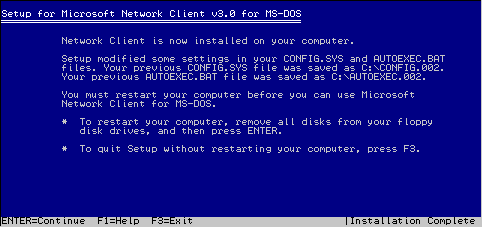 Setup for Microsoft Network Client v3.0 for MS-DOS
Network Client is now installed on your computer.
Setup modified some settings in your CONFIG.SYS and AUTOEXEC.BAT
files. Your previous CONFIG.SYS file was saved as C:\CONFIG.002.
Your previous AUTOEXEC.BAT file was saved as C:\AUTOEXEC.002.
You must restart your computer before you can use Microsoft
Network Client for MS-DOS.
* To restart your computer, remove all disks from your floppy
disk drives, and then press ENTER.
* To quit Setup without restarting your computer, press F3.
ENTER=Continue F1=Help F3=Exit |Installation Complete